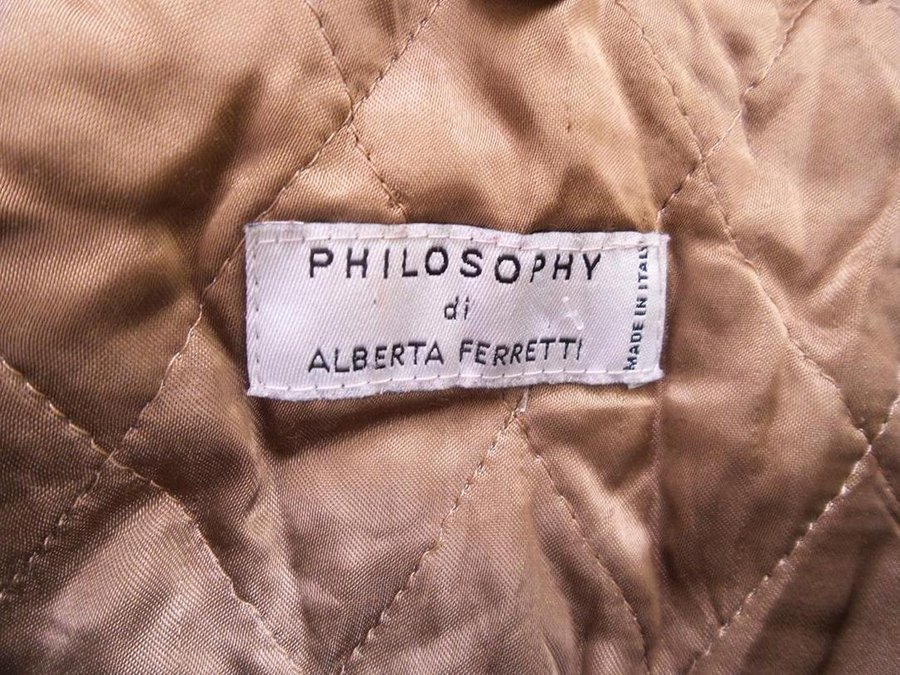 PHILOSOPHY
di
ALBERTA FERRETTI
MADE IN ITALY